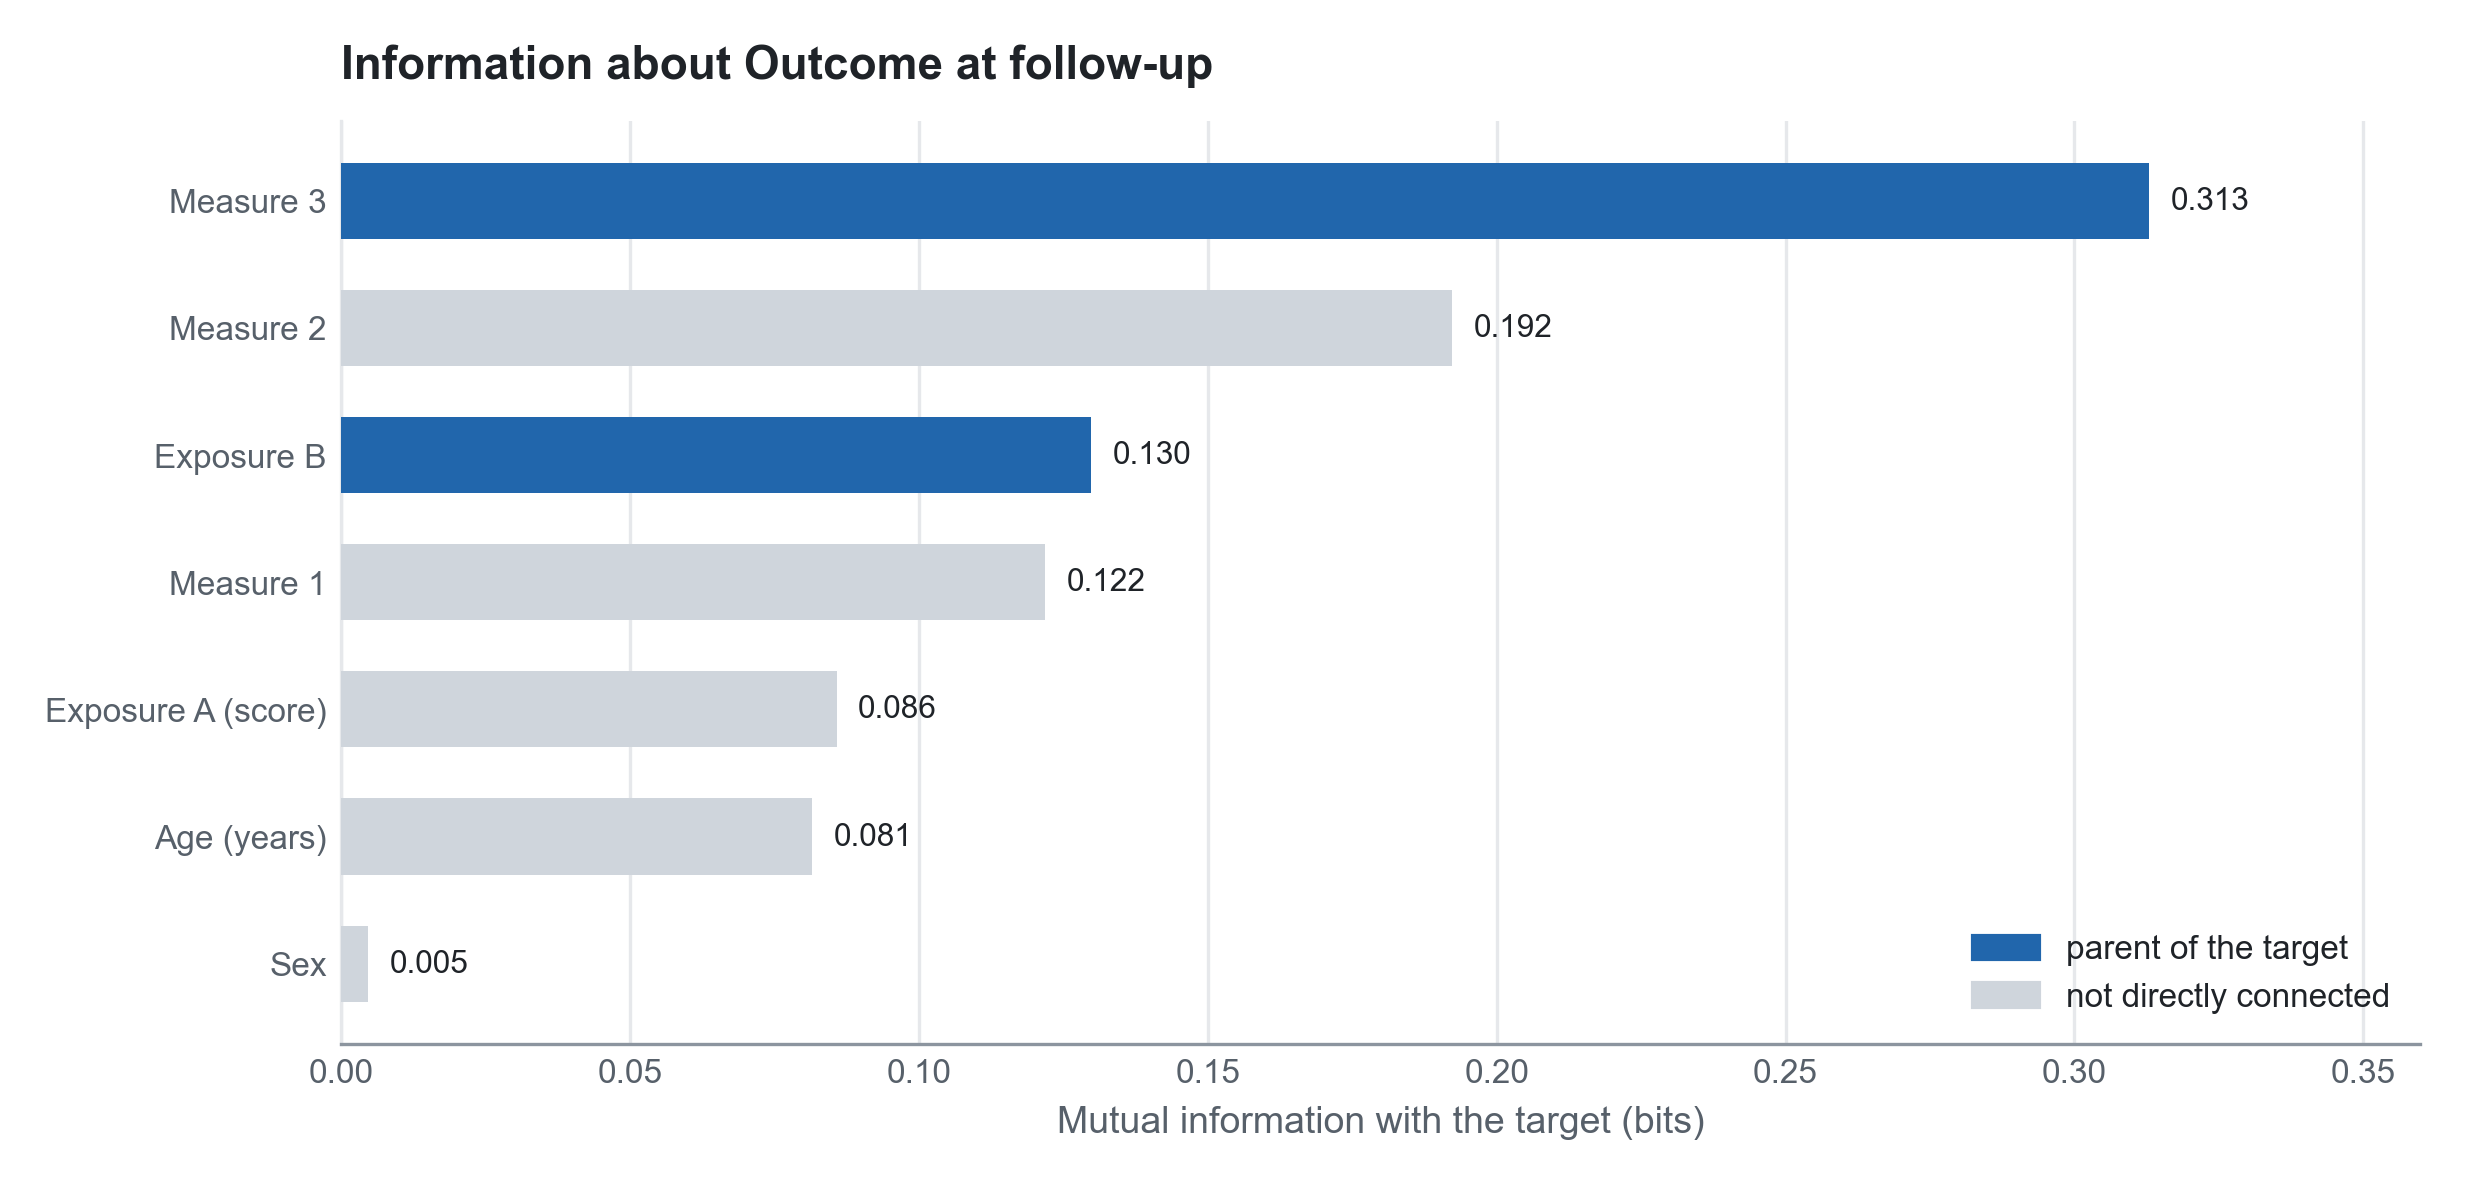 Information about Outcome at follow-up
Measure 3
0.313
Measure 2
0.192
Exposure B
0.130
Measure 1
0.122
Exposure A (score)
0.086
Age (years)
0.081
Sex
0.005
parent of the target
not directly connected
0.00 0.05 0.10 0.15 0.20 0.25 0.30 0.35
Mutual information with the target (bits)